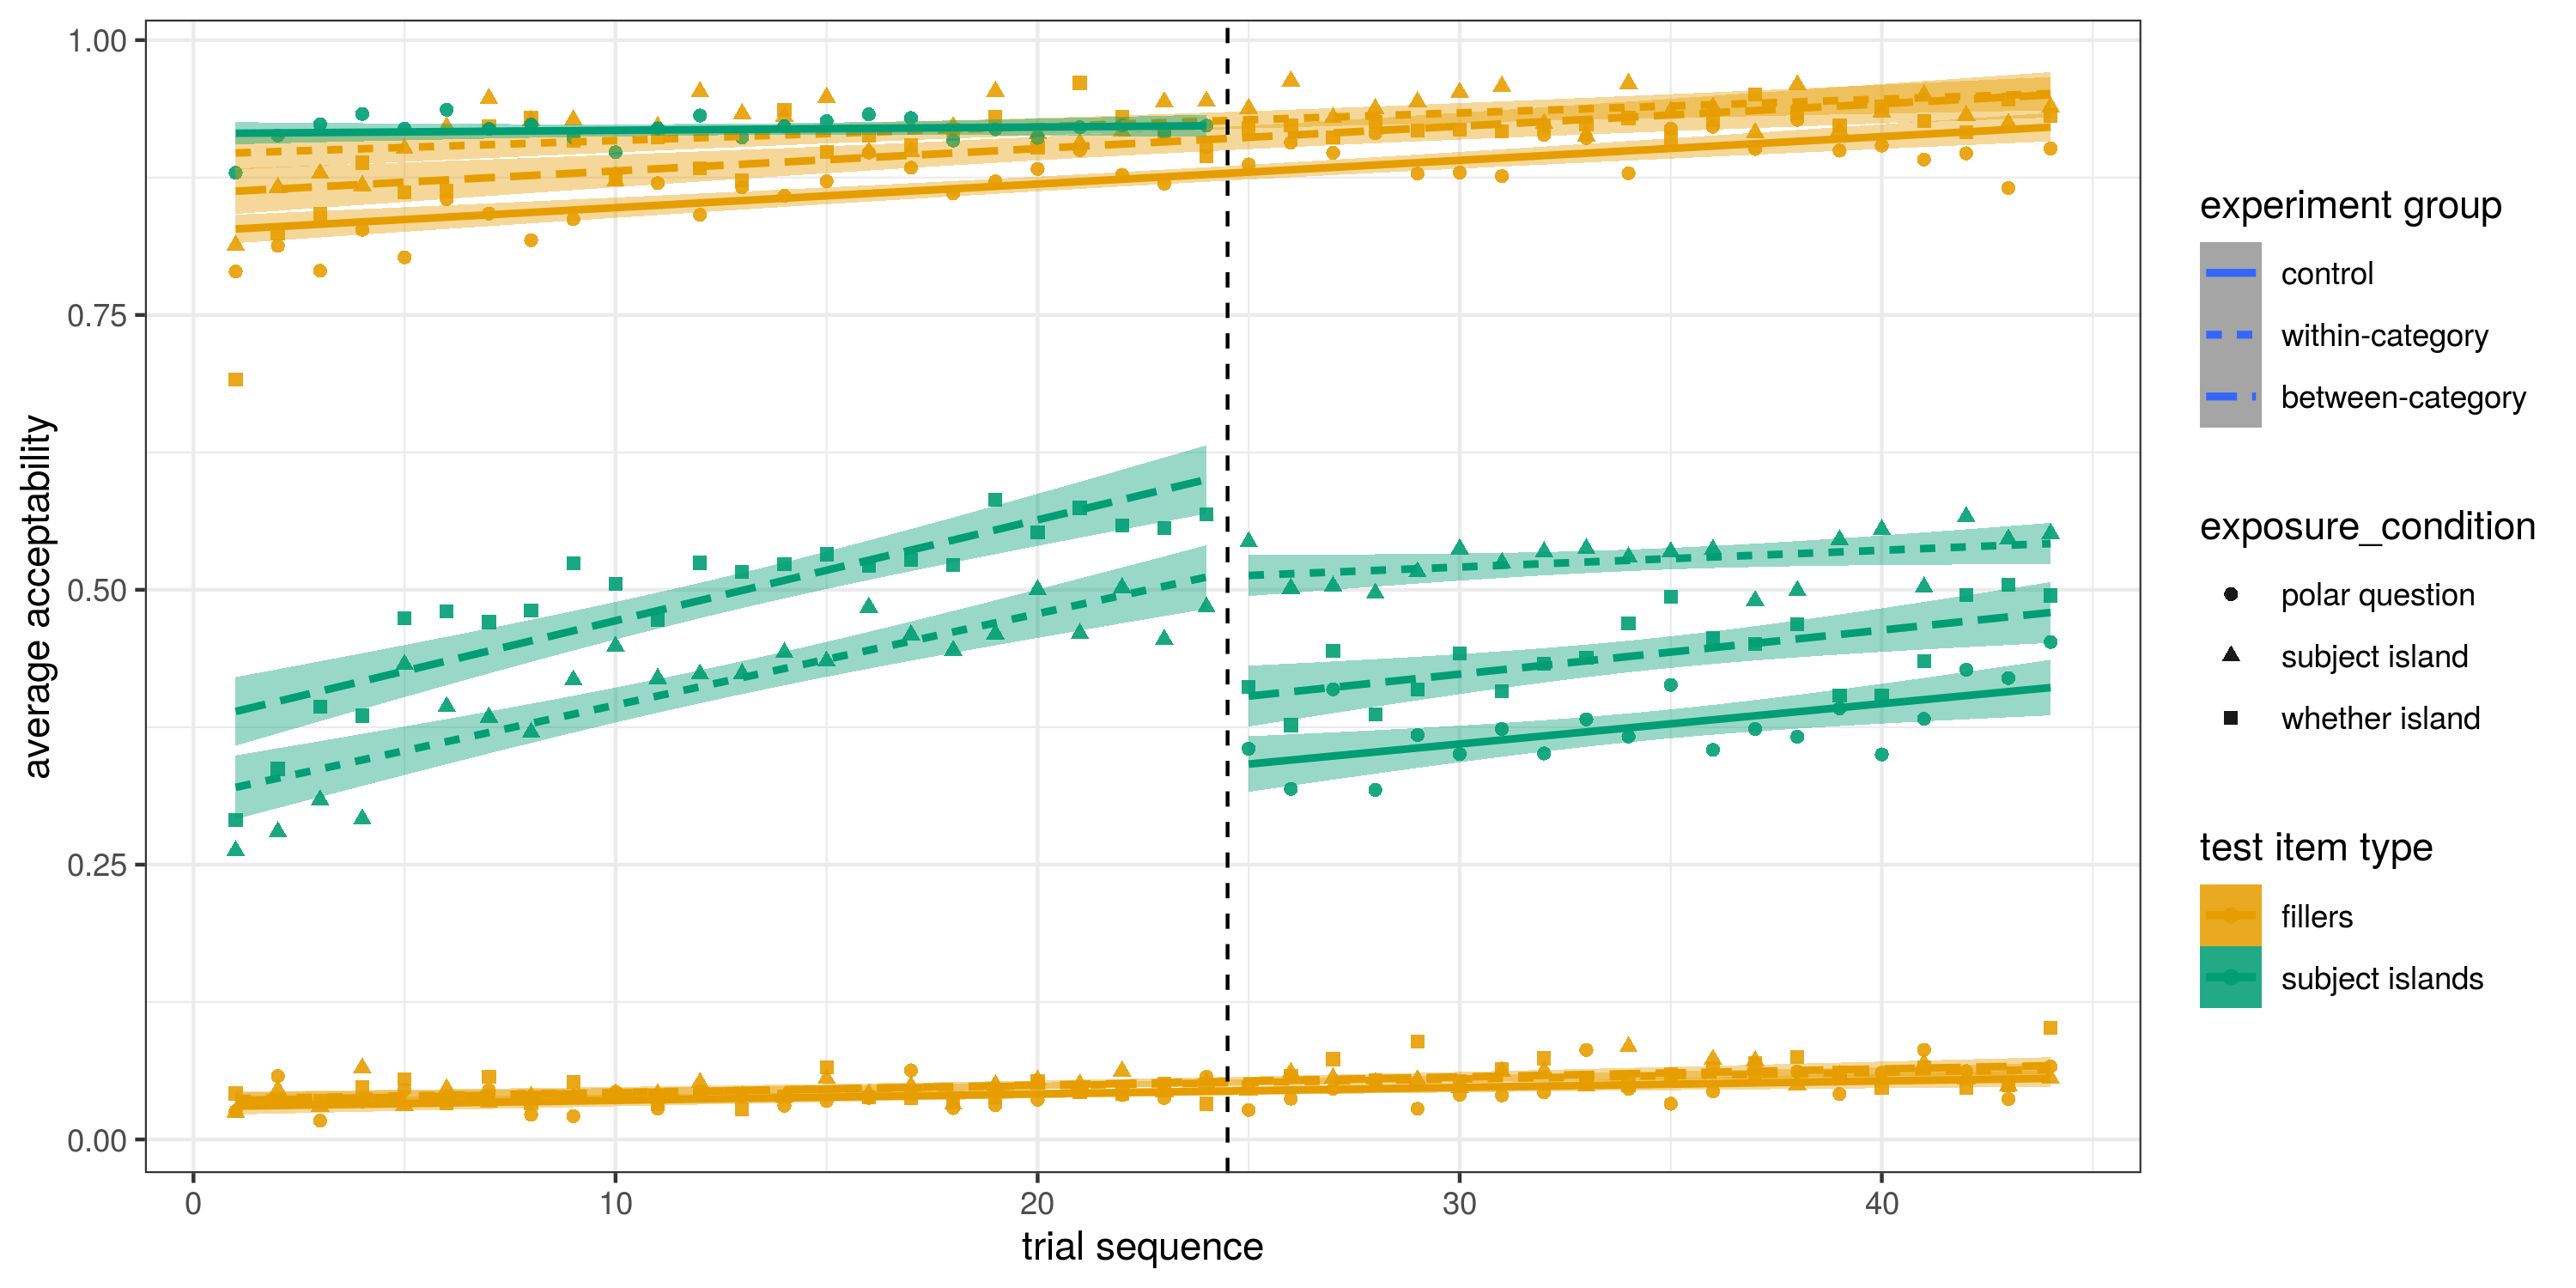 1.00
0.75
0.50
0.25
0.00
average acceptability
0 10 20 30 40
trial sequence
experiment group
control
within-category
between-category
exposure_condition
polar question
subject island
whether island
test item type
fillers
subject islands